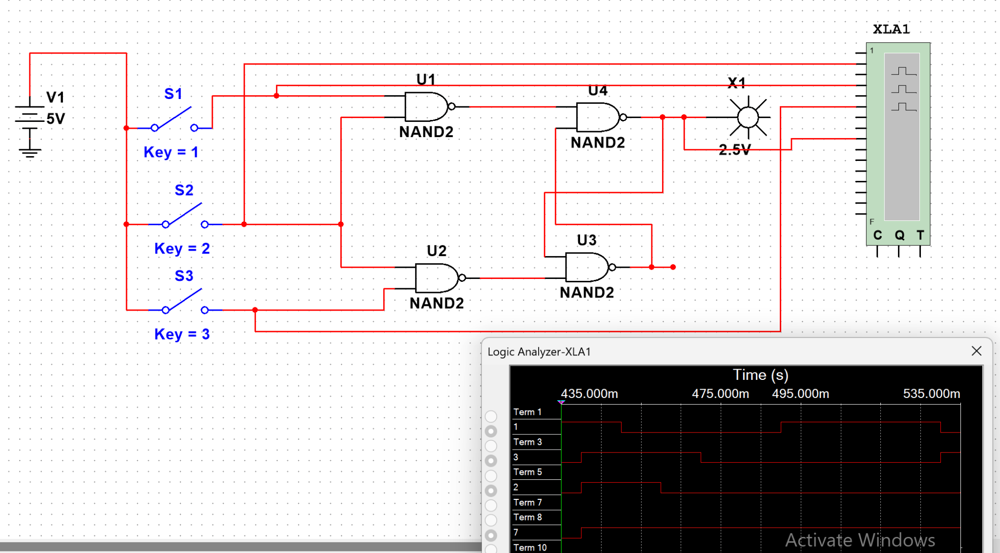 XLA1
1
U1
X1
U4
S1
V1
5V
NAND2
Key = 1
NAND2
2.5V
S2
F
C Q T
U3
Key = 2
U2
S3
NAND2
NAND2
Key = 3
Logic Analyzer-XLA1
Time (s)
435.000m 475.000m 495.000m 535.000m
Term 1
1
Term 3
3
Term 5
2
Term 7
Term 8
7
Term 10
Activate Windows